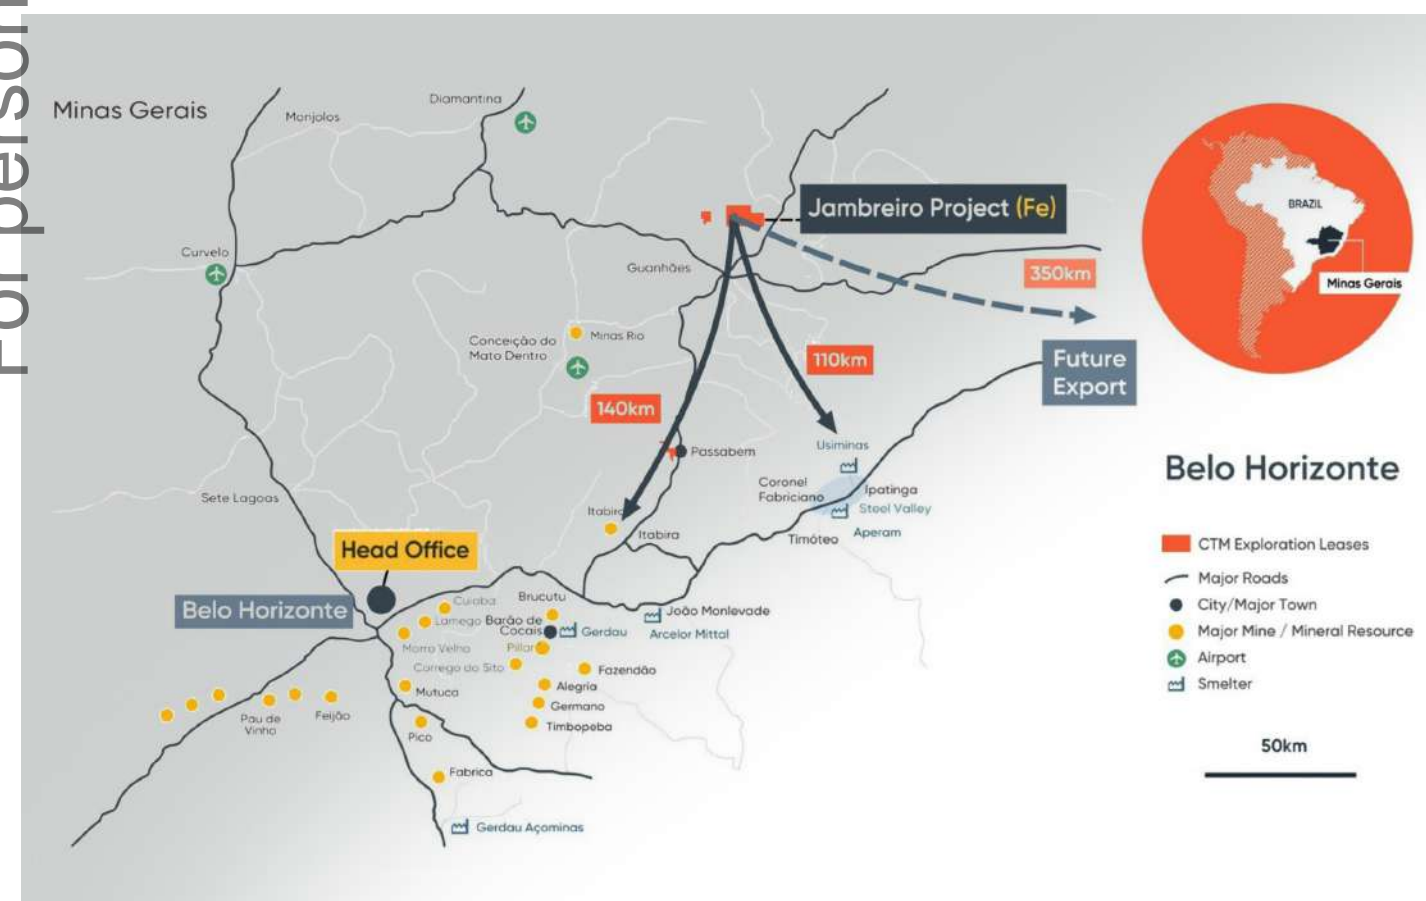 For person
Minas Gerais
Monjolos
Diamantina
Jambreiro Project (Fe)
BRAZIL
Minas Gerais
Curvelo
Guanhães
350km
Minas Rio
Conceição do
Mato Dentro
110km
Future
Export
140km
Usiminas
Passabem
Belo Horizonte
Coronel
Fabriciano
Ipatinga
Sete Lagoas
Steel Valley
Itabira
Itabira
Timóteo
Aperam
Head Office
CTM Exploration Leases
Major Roads
City/Major Town
Major Mine / Mineral Resource
Airport
Smelter
Belo Horizonte
Cuiaba
Brucutu
João Monlevade
Lamego
Barão de
Cocais
Gerdau
Arcelor Mittal
Morro Velho
Pillar
Corrego do Sito
Fazendão
Mutuca
Alegria
Germano
Pau de
Vinho
Feijão
Timbopeba
Pico
50km
Fabrica
Gerdau Açominas